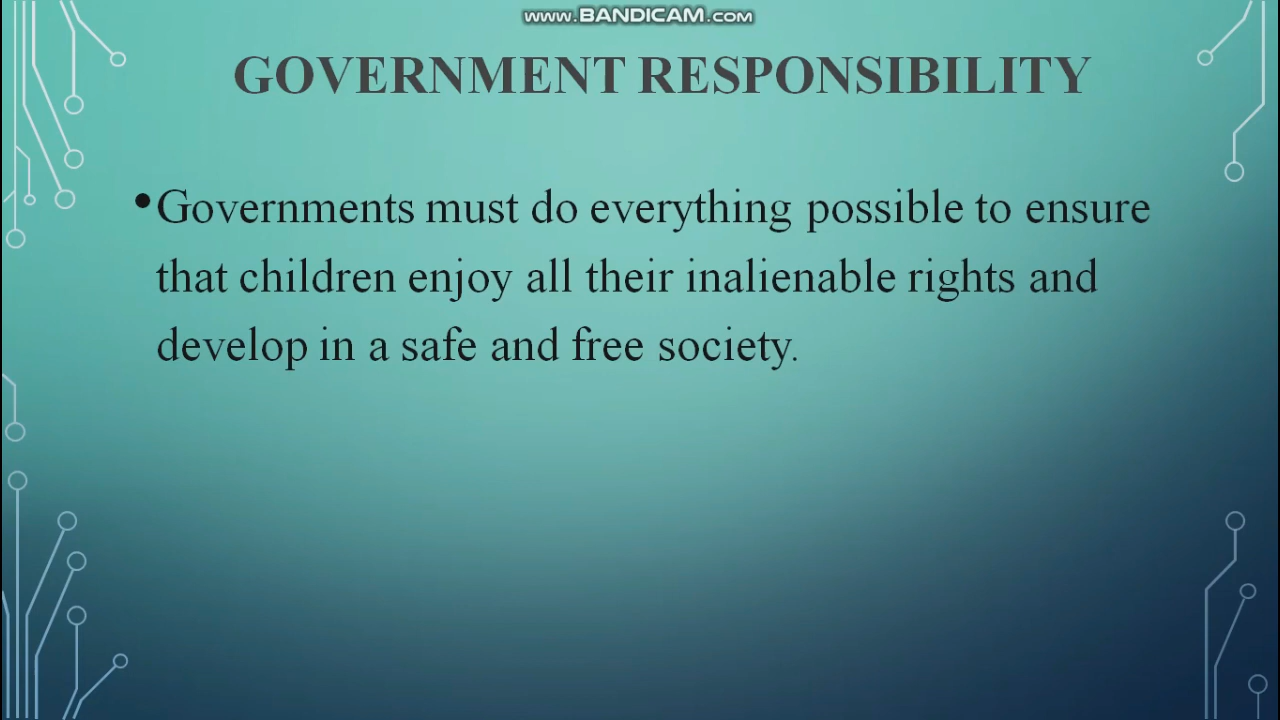 www.BANDICAM.com
GOVERNMENT RESPONSIBILITY
•Governments must do everything possible to ensure
that children enjoy all their inalienable rights and
develop in a safe and free society.